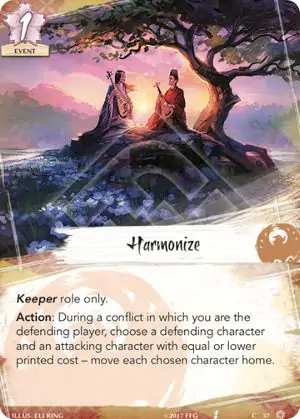 1
EVENT
Harmonize
Keeper role only.
Action: During a conflict in which you are the
defending player, choose a defending character
and an attacking character with equal or lower
printed cost – move each chosen character home.
ILLUS. ELI RING ©2017 FFG C 37